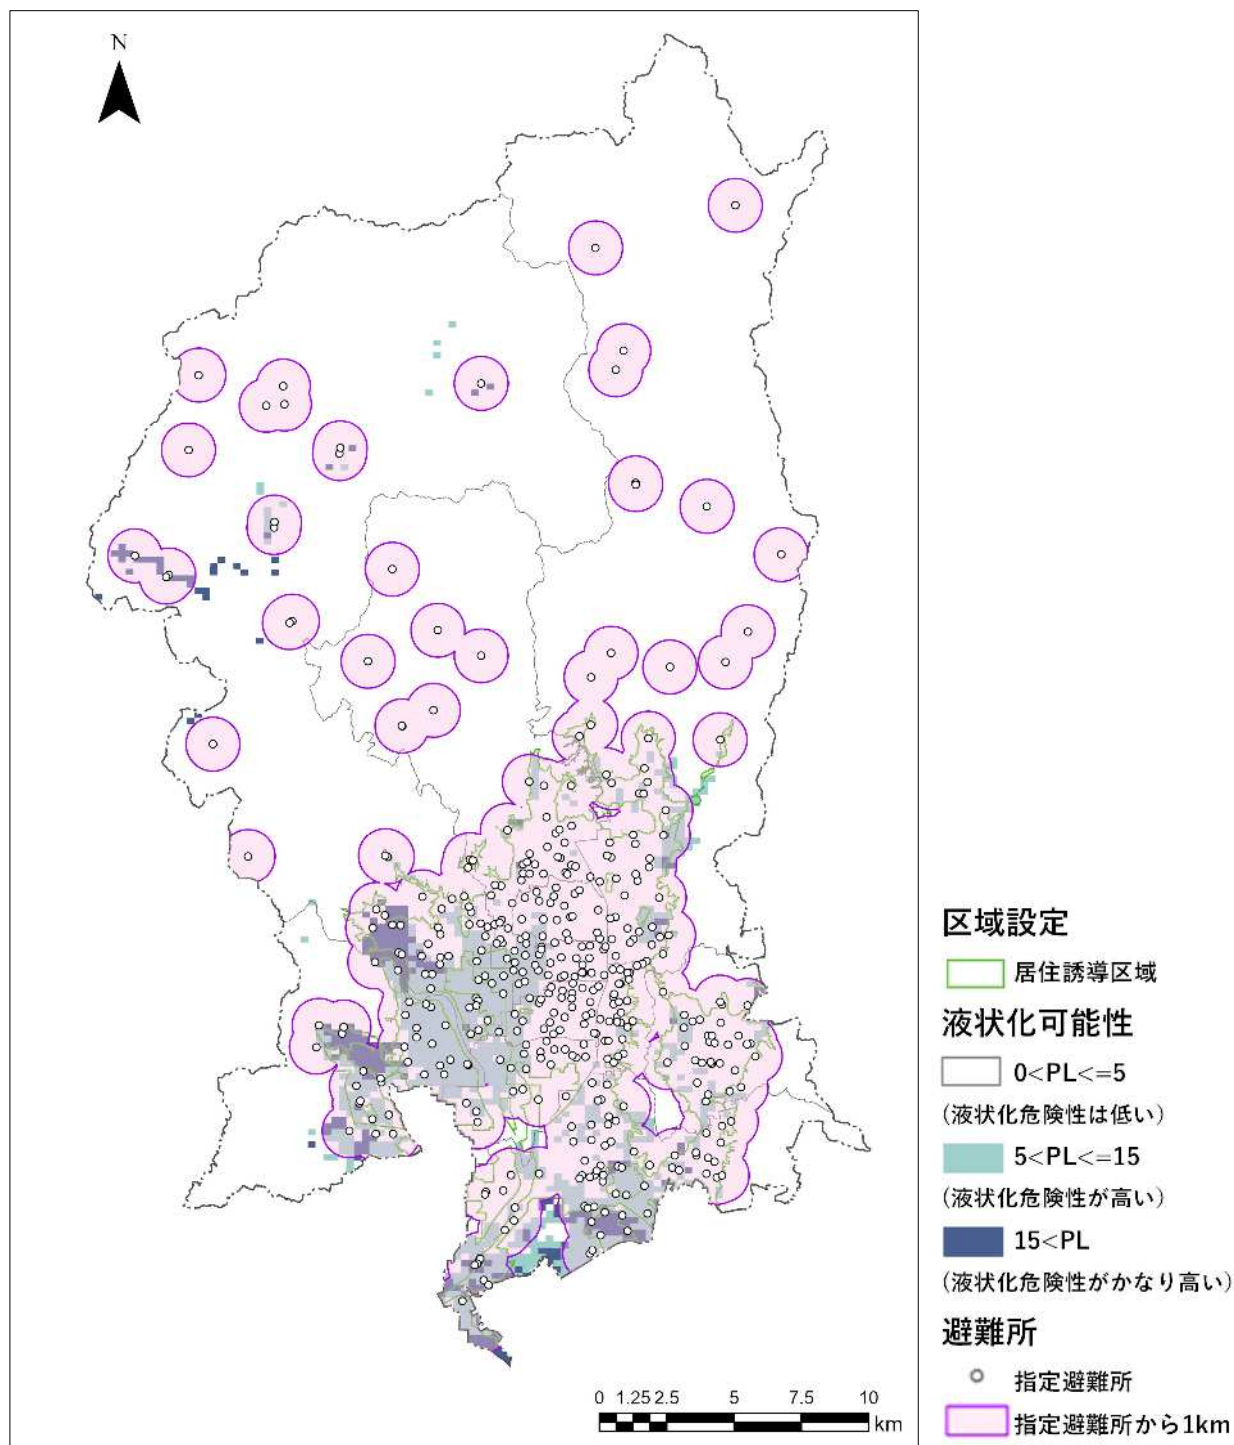 N
区域設定
居住誘導区域
液状化可能性
0<PL<=5
(液状化危険性は低い)
5<PL<=15
(液状化危険性が高い)
15<PL
(液状化危険性がかなり高い)
避難所
指定避難所
指定避難所から1km
0 1.25 2.5 5 7.5 10
km